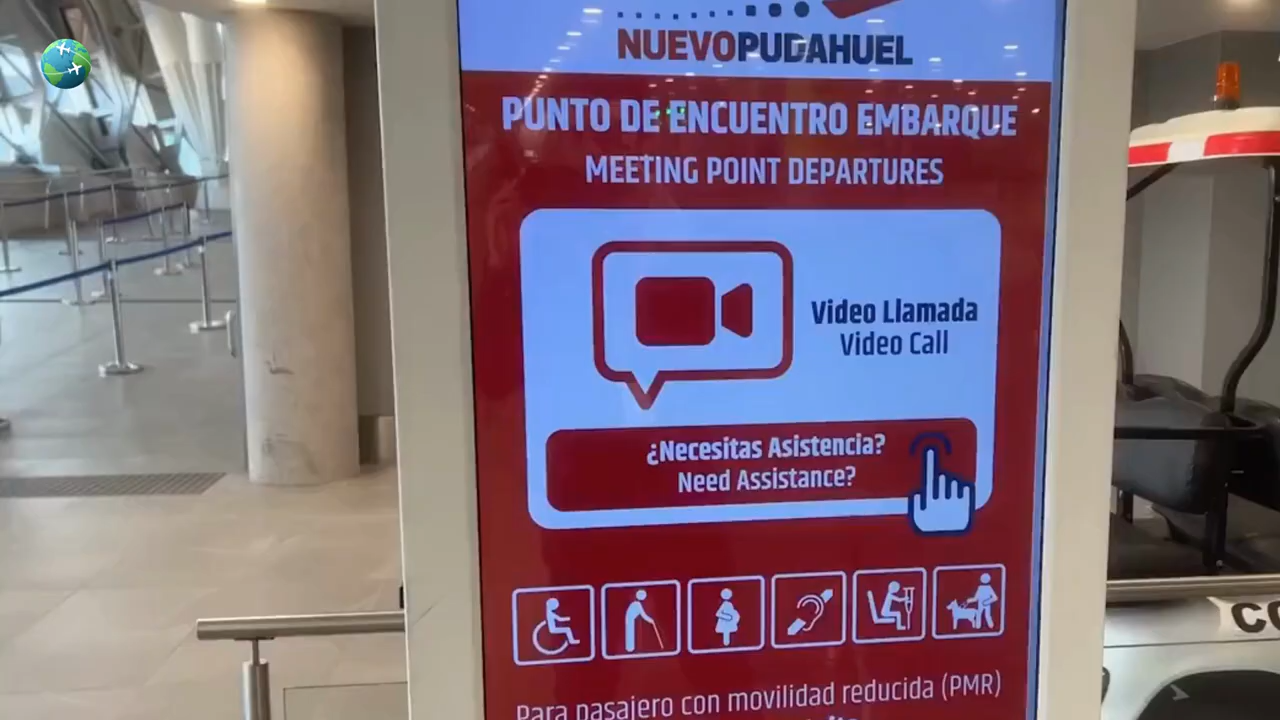 NUEVOPUDAHUEL
PUNTO DE ENCUENTRO EMBARQUE
MEETING POINT DEPARTURES
Video Llamada
Video Call
¿Necesitas Asistencia?
Need Assistance?
Para pasajero con movilidad reducida (PMR)